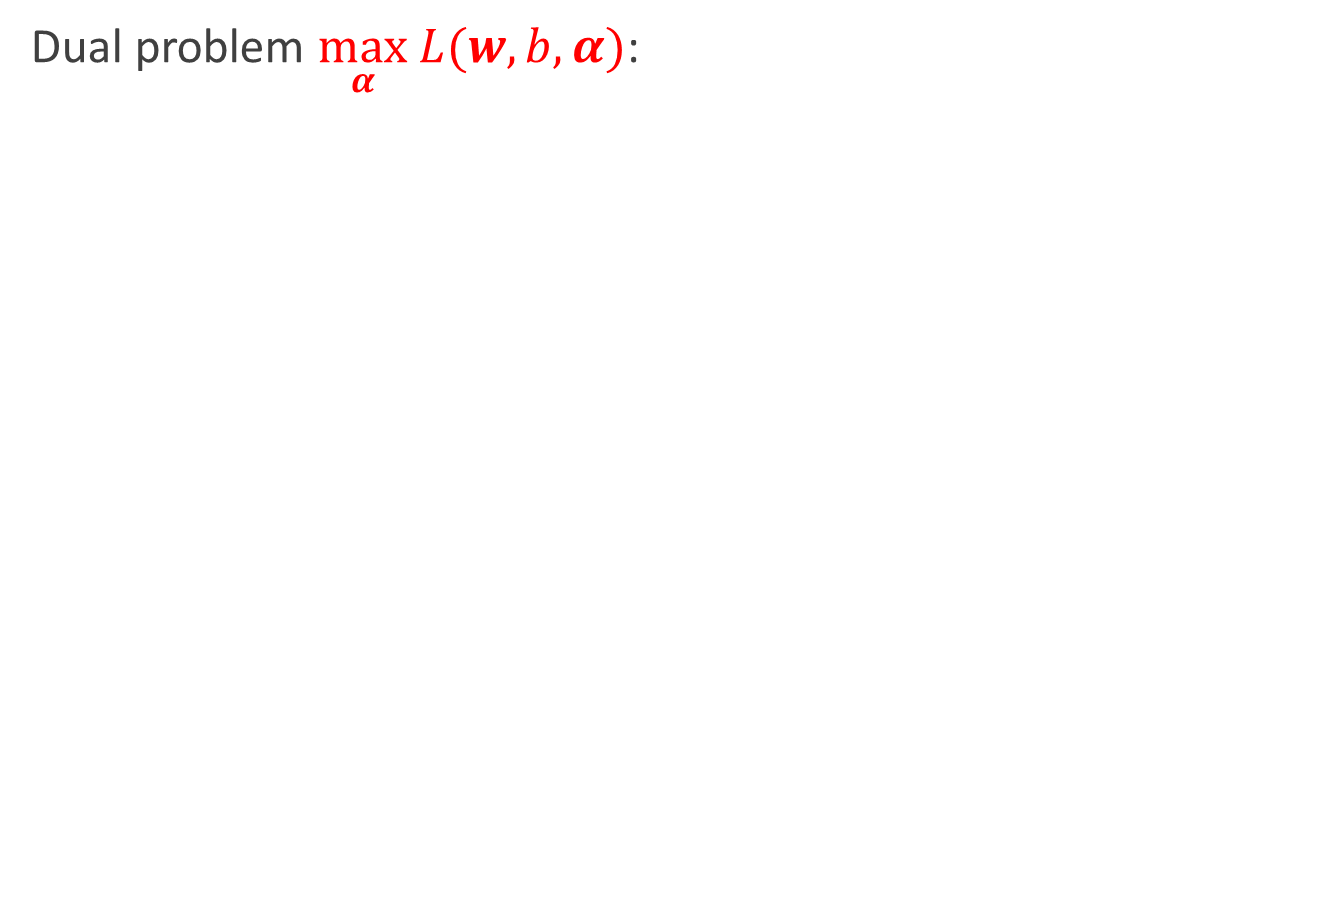 Dual problem max L(w, b, α):
α